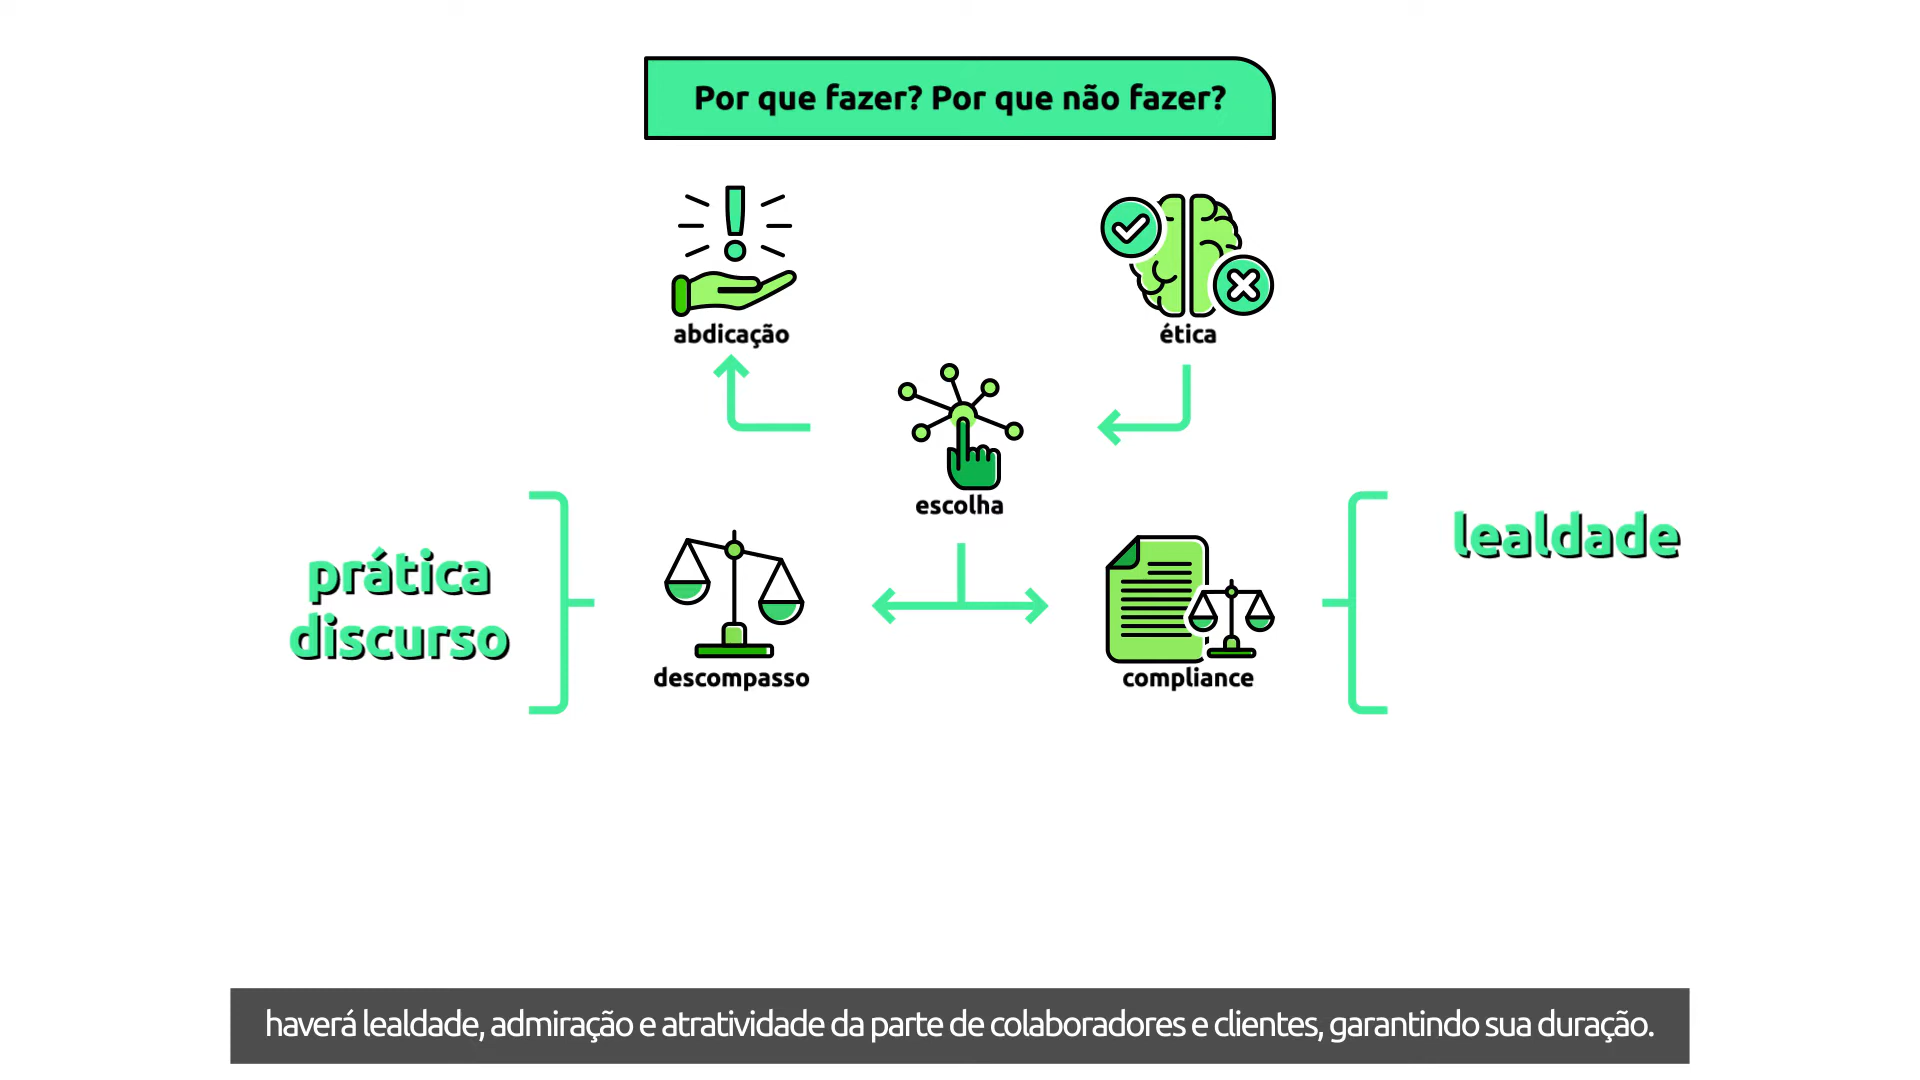 Por que fazer? Por que não fazer?
abdicação
ética
escolha
prática
discurso
descompasso
compliance
lealdade
haverá lealdade, admiração e atratividade da parte de colaboradores e clientes, garantindo sua duração.